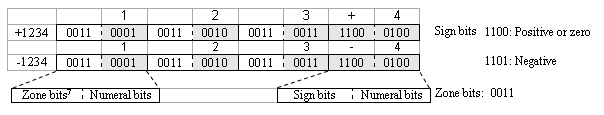 1 2 3 + 4
+1234 0011 0001 0011 0010 0011 0011 1100 0100 Sign bits 1100: Positive or zero
1 2 3 - 4
-1234 0011 0001 0011 0010 0011 0011 1100 0100 1101: Negative
Zone bits7 Numeral bits Sign bits Numeral bits Zone bits: 0011